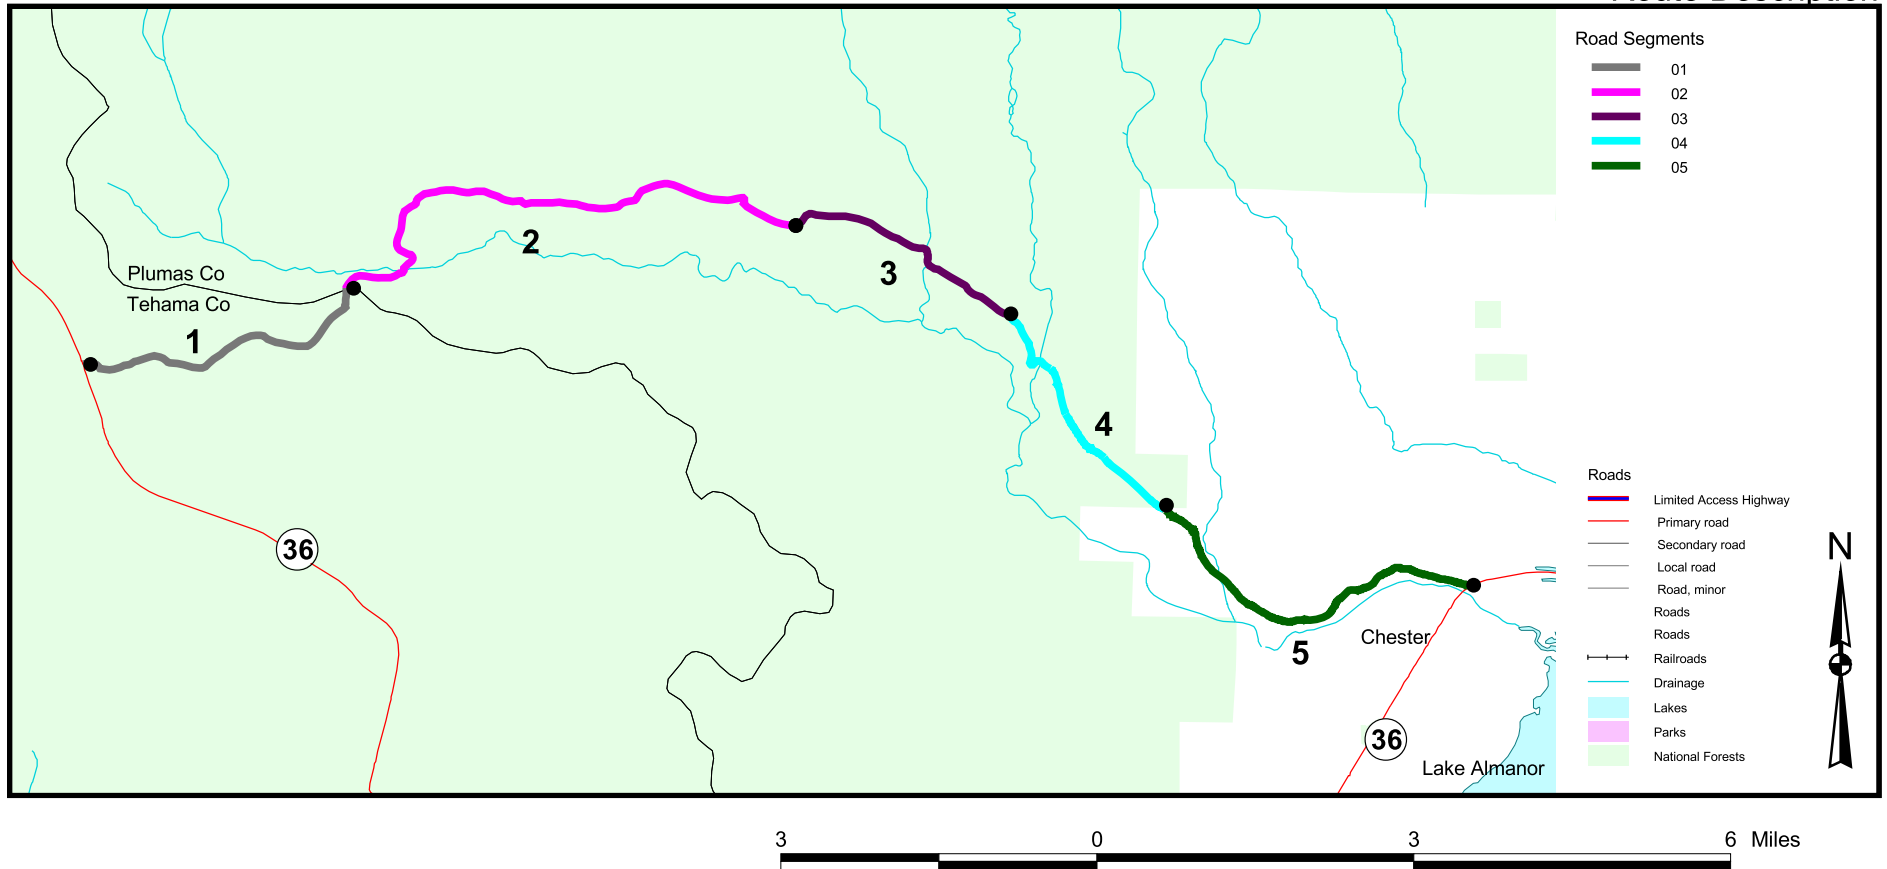 Route Description
Road Segments
01
02
03
04
05
2
3
Plumas Co
Tehama Co
1
4
Roads
Limited Access Highway
Primary road
Secondary road
Local road
Road, minor
Roads
Roads
Railroads
Drainage
Lakes
Parks
National Forests
N
36
Chester
5
36
Lake Almanor
3 0 3 6 Miles